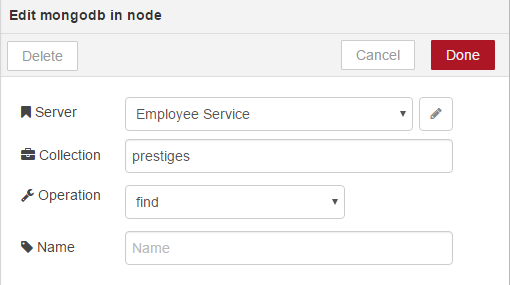 Edit mongodb in node
Delete Cancel Done
Server Employee Service
Collection prestiges
Operation find
Name Name